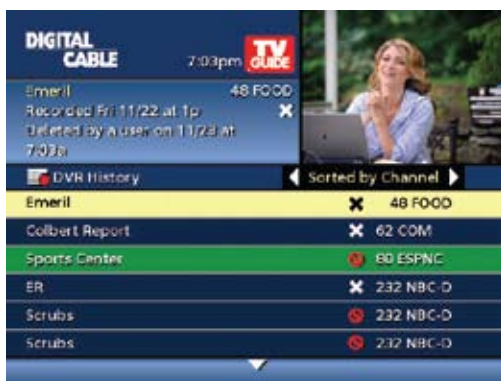 DIGITAL
CABLE
7:03pm
TV
GUIDE
Emeril 48 FOOD
Recorded Fri 11/22 at 1p
Deleted by a user on 11/23 at
7:03a
DVR History
Sorted by Channel
Emeril 48 FOOD
Colbert Report 62 COM
Sports Center 80 ESPNC
ER 232 NBC-D
Scrubs 232 NBC-D
Scrubs 232 NBC-D